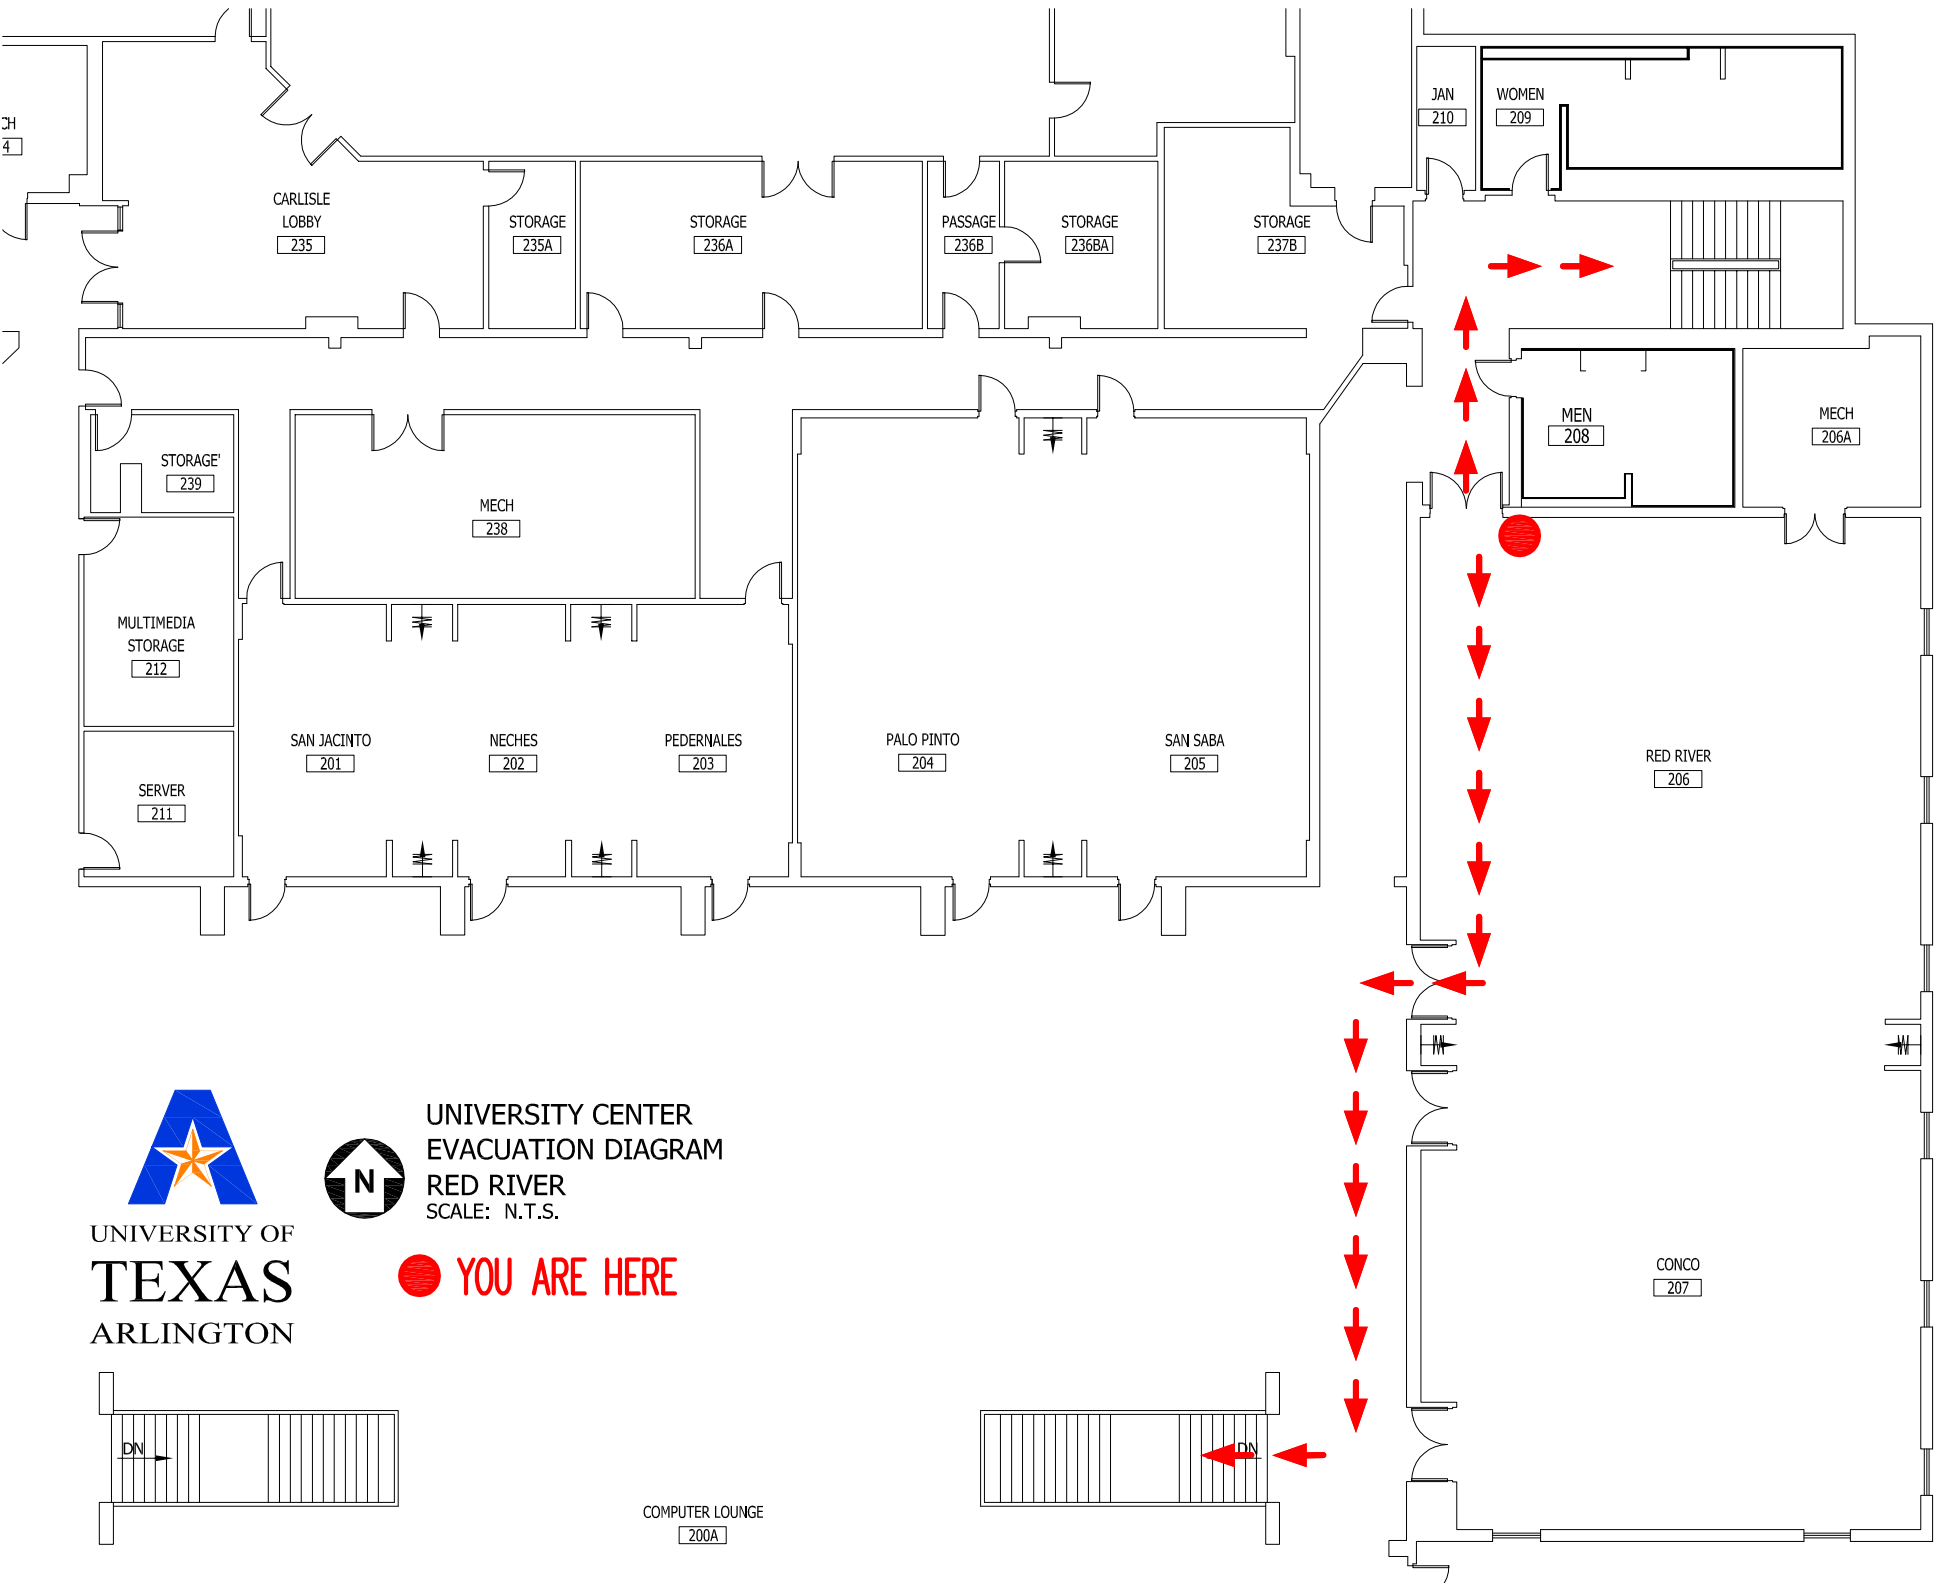 JAN
210
WOMEN
209
CH
4
CARLISLE
LOBBY
235
STORAGE
235A
STORAGE
236A
PASSAGE
236B
STORAGE
236BA
STORAGE
237B
MEN
208
MECH
206A
STORAGE'
239
MECH
238
MULTIMEDIA
STORAGE
212
SAN JACINTO
201
NECHES
202
PEDERNALES
203
PALO PINTO
204
SAN SABA
205
RED RIVER
206
SERVER
211
UNIVERSITY OF
TEXAS
ARLINGTON
N
UNIVERSITY CENTER
EVACUATION DIAGRAM
RED RIVER
SCALE: N.T.S.
YOU ARE HERE
CONCO
207
DN
DN
COMPUTER LOUNGE
200A